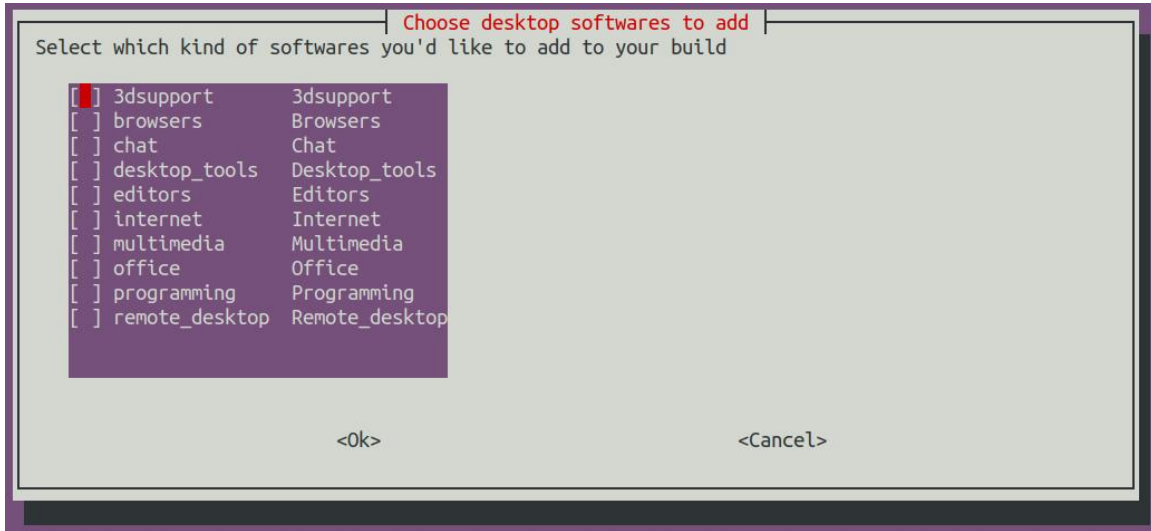 Choose desktop softwares to add
Select which kind of softwares you'd like to add to your build
[ ] 3dsupport 3dsupport
[ ] browsers Browsers
[ ] chat Chat
[ ] desktop_tools Desktop_tools
[ ] editors Editors
[ ] internet Internet
[ ] multimedia Multimedia
[ ] office Office
[ ] programming Programming
[ ] remote_desktop Remote_desktop
<Ok> <Cancel>